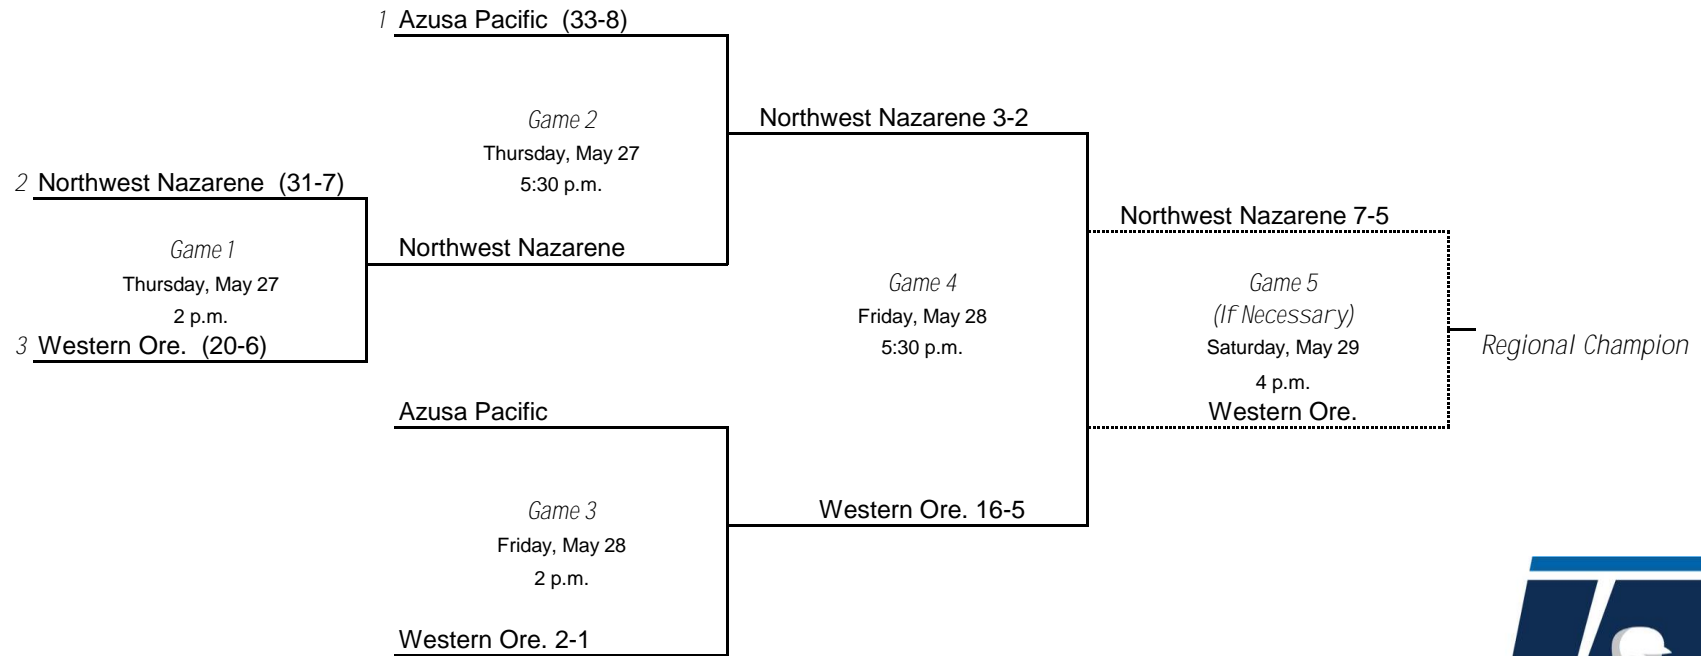 1 Azusa Pacific (33-8)
Game 2
Thursday, May 27
5:30 p.m.
Northwest Nazarene 3-2
2 Northwest Nazarene (31-7)
Game 1
Thursday, May 27
2 p.m.
3 Western Ore. (20-6)
Northwest Nazarene
Northwest Nazarene 7-5
Game 4
Friday, May 28
5:30 p.m.
Game 5
(If Necessary)
Saturday, May 29
4 p.m.
Western Ore.
Regional Champion
Azusa Pacific
Game 3
Friday, May 28
2 p.m.
Western Ore. 16-5
Western Ore. 2-1